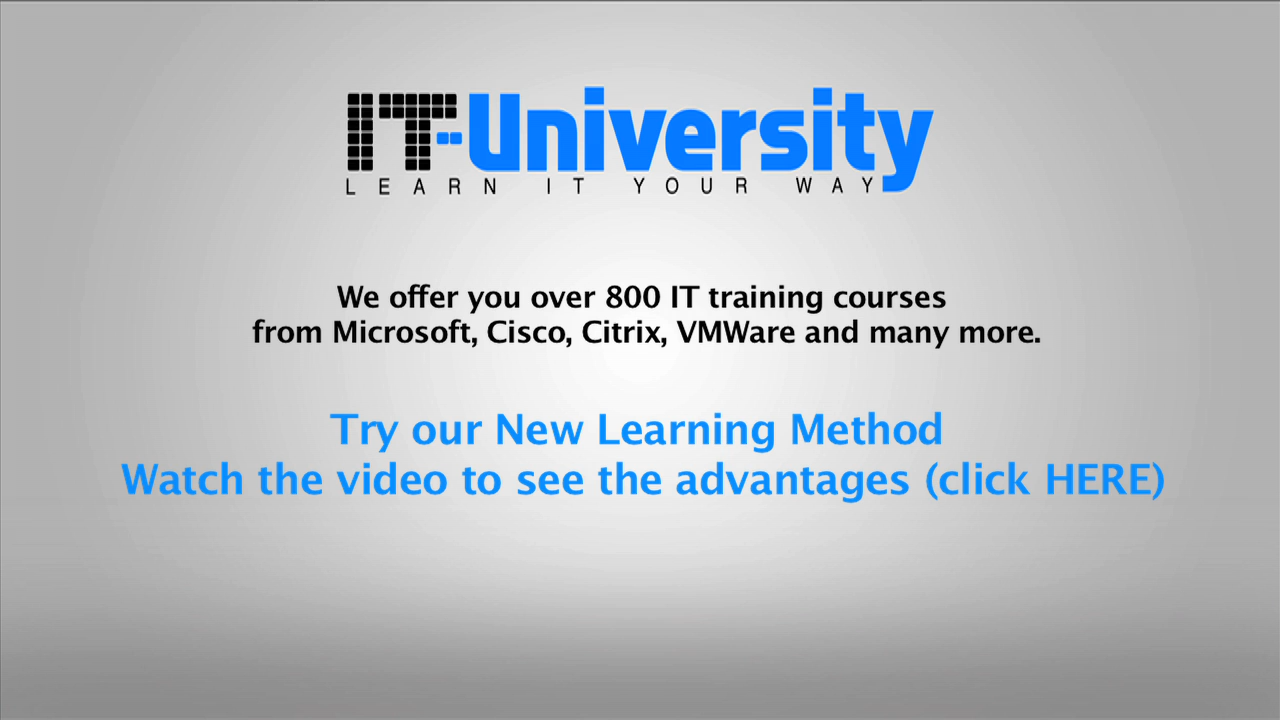 IT-University
LEARN IT YOUR WAY
We offer you over 800 IT training courses
from Microsoft, Cisco, Citrix, VMWare and many more.
Try our New Learning Method
Watch the video to see the advantages (click HERE)